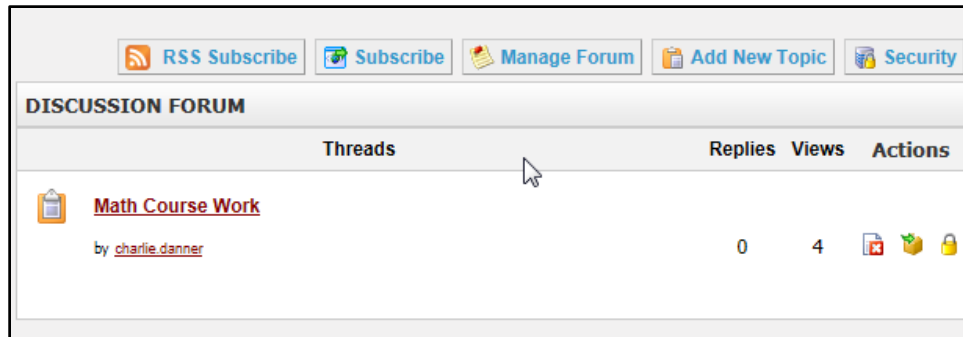 RSS Subscribe Subscribe Manage Forum Add New Topic Security
DISCUSSION FORUM
Threads Replies Views Actions
Math Course Work
by charlie.danner
0 4